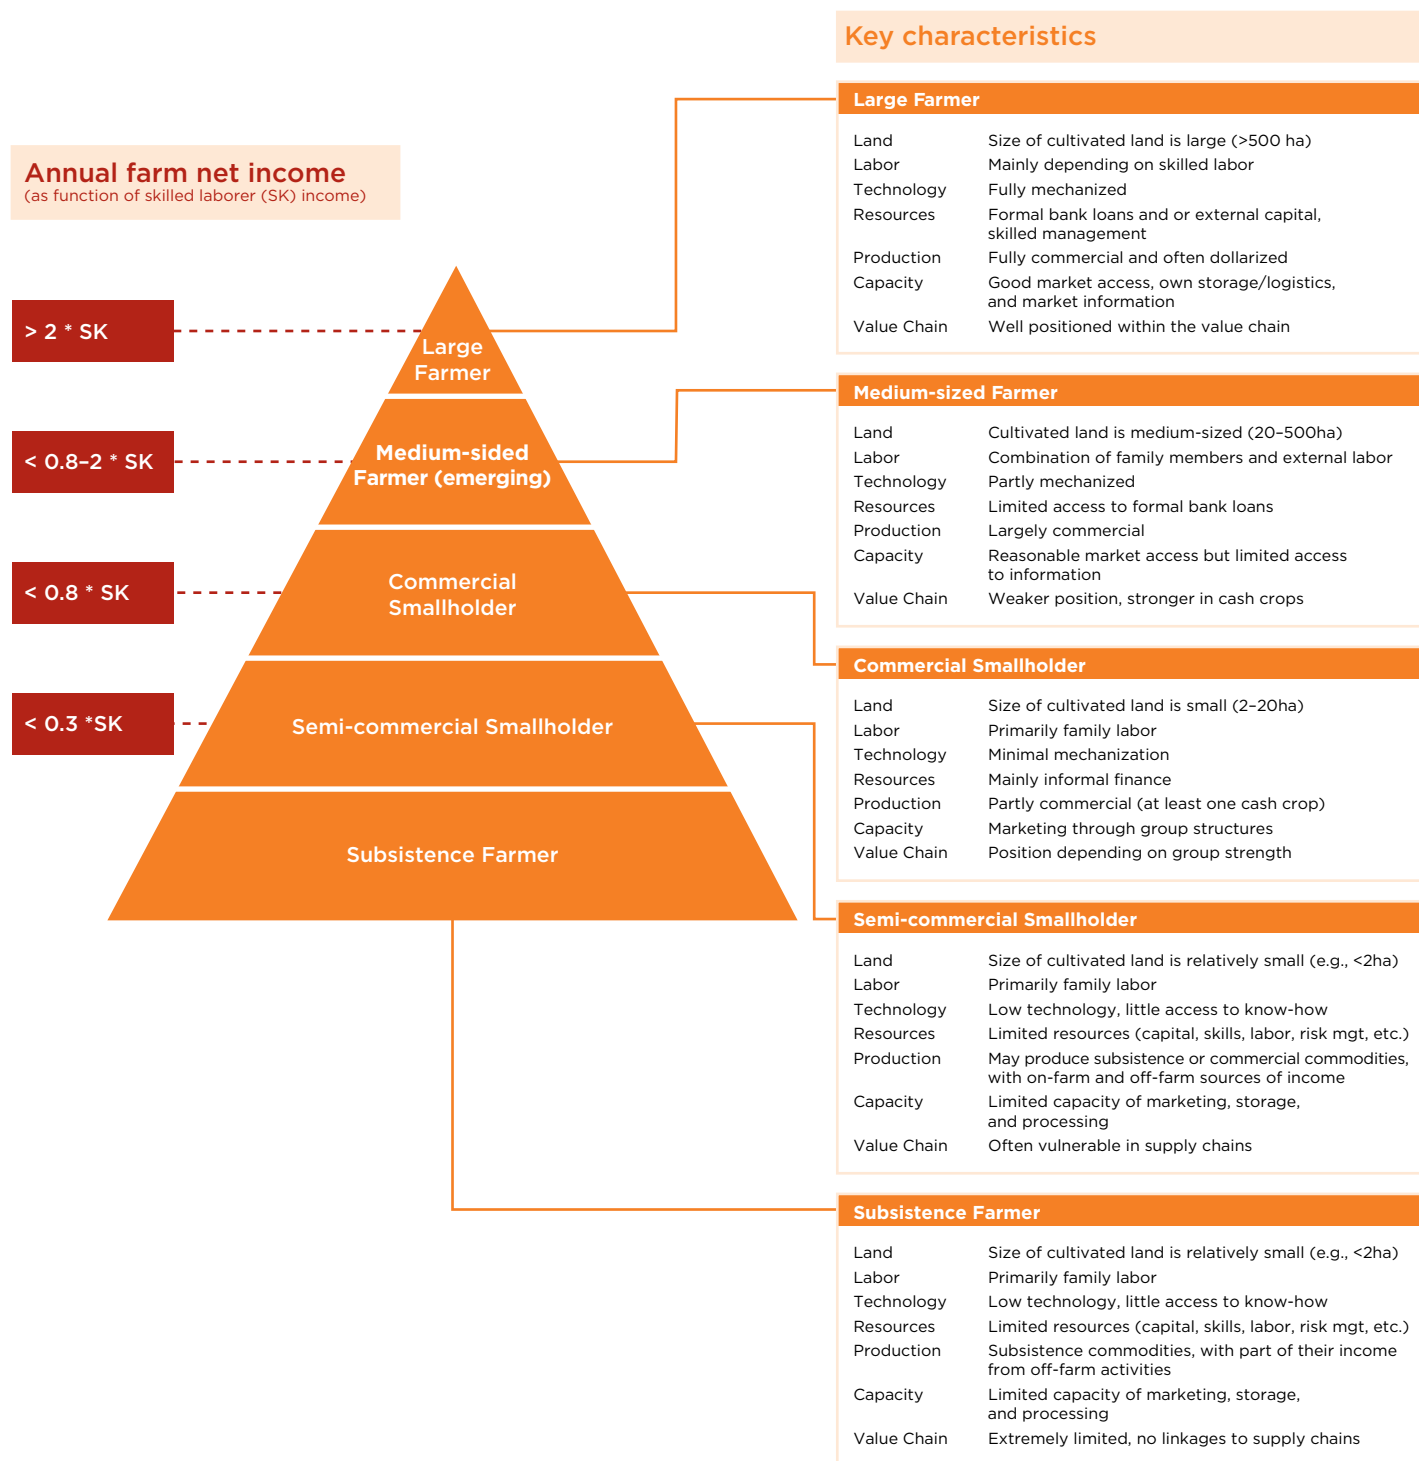 Key characteristics
Annual farm net income
(as function of skilled laborer (SK) income)
> 2 * SK
< 0.8–2 * SK
< 0.8 * SK
< 0.3 *SK
Large
Farmer
Medium-sided
Farmer (emerging)
Commercial
Smallholder
Semi-commercial Smallholder
Subsistence Farmer
Large Farmer
Land Size of cultivated land is large (>500 ha)
Labor Mainly depending on skilled labor
Technology Fully mechanized
Resources Formal bank loans and or external capital,
skilled management
Production Fully commercial and often dollarized
Capacity Good market access, own storage/logistics,
and market information
Value Chain Well positioned within the value chain
Medium-sized Farmer
Land Cultivated land is medium-sized (20–500ha)
Labor Combination of family members and external labor
Technology Partly mechanized
Resources Limited access to formal bank loans
Production Largely commercial
Capacity Reasonable market access but limited access
to information
Value Chain Weaker position, stronger in cash crops
Commercial Smallholder
Land Size of cultivated land is small (2–20ha)
Labor Primarily family labor
Technology Minimal mechanization
Resources Mainly informal finance
Production Partly commercial (at least one cash crop)
Capacity Marketing through group structures
Value Chain Position depending on group strength
Semi-commercial Smallholder
Land Size of cultivated land is relatively small (e.g., <2ha)
Labor Primarily family labor
Technology Low technology, little access to know-how
Resources Limited resources (capital, skills, labor, risk mgt, etc.)
Production May produce subsistence or commercial commodities,
with on-farm and off-farm sources of income
Capacity Limited capacity of marketing, storage,
and processing
Value Chain Often vulnerable in supply chains
Subsistence Farmer
Land Size of cultivated land is relatively small (e.g., <2ha)
Labor Primarily family labor
Technology Low technology, little access to know-how
Resources Limited resources (capital, skills, labor, risk mgt, etc.)
Production Subsistence commodities, with part of their income
from off-farm activities
Capacity Limited capacity of marketing, storage,
and processing
Value Chain Extremely limited, no linkages to supply chains